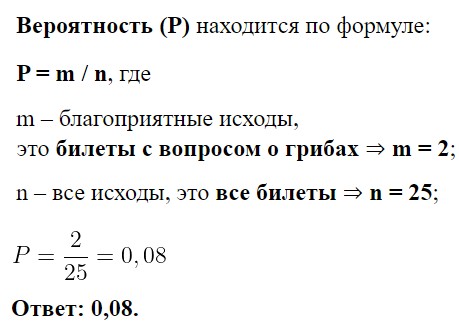 Вероятность (P) находится по формуле:
P = m / n, где
m – благоприятные исходы,
это билеты с вопросом о грибах ⇒ m = 2;
n – все исходы, это все билеты ⇒ n = 25;
P = 2/25 = 0,08
Ответ: 0,08.